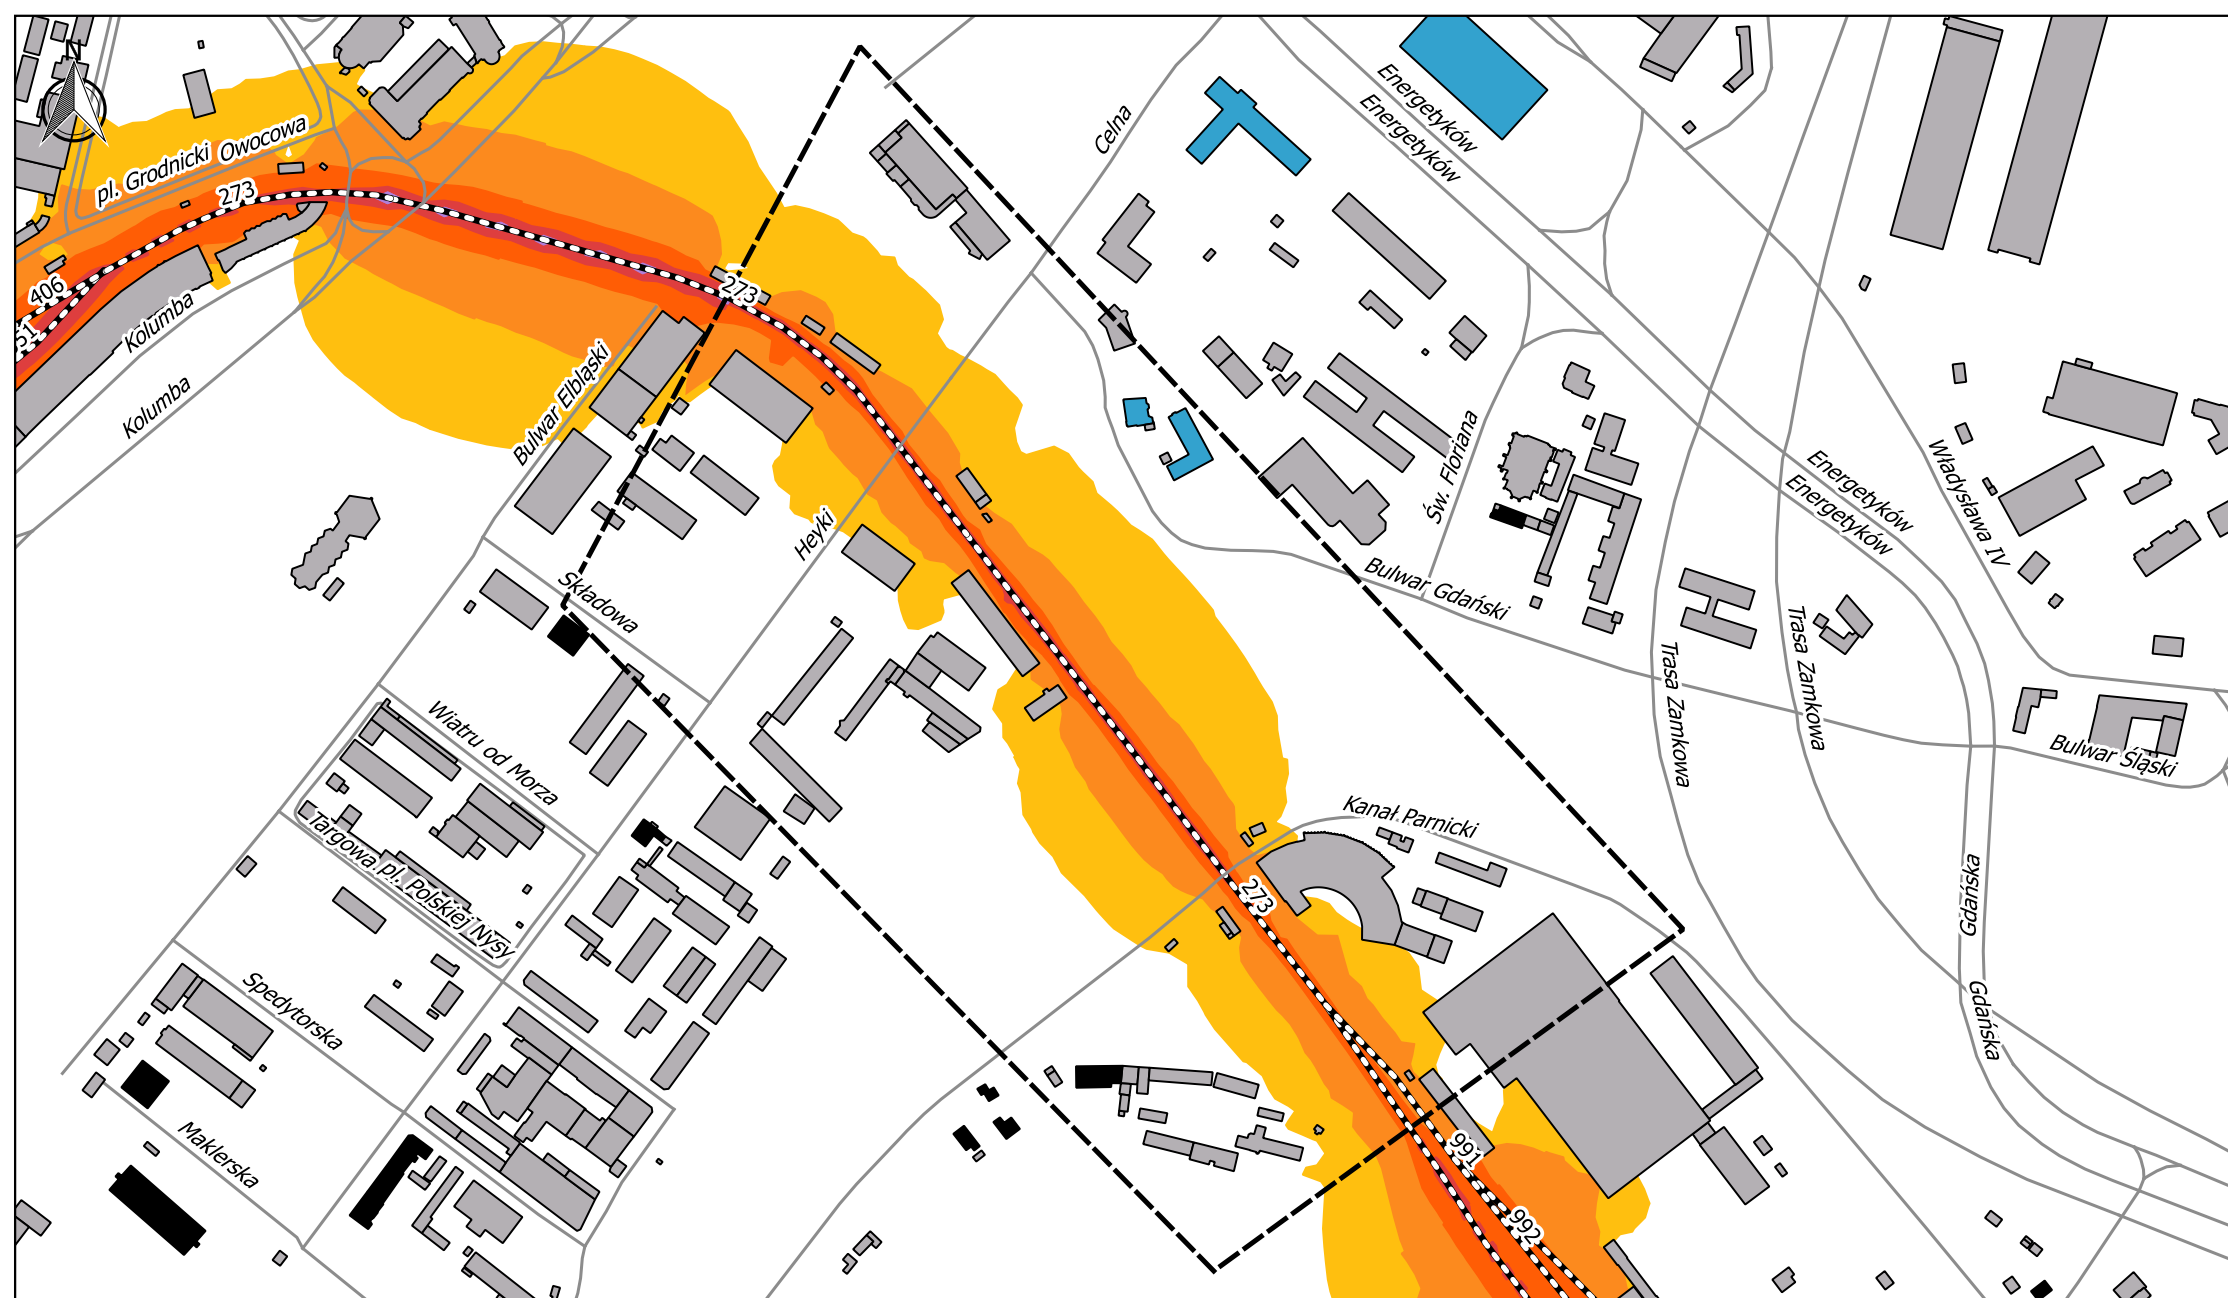 N
pl. Grodnicki
Owocowa
273
406
51
Kolumba
Kolumba
Bulwar Elbląski
273
Celna
Energetyków
Energetyków
Heyki
Składowa
Św. Floriana
Bulwar Gdański
Energetyków
Energetyków
Władysława IV
Trasa Zamkowa
Trasa Zamkowa
Bulwar Śląski
Wiatru od Morza
Targowa
pl. Polskiej Nysy
Kanał Parnicki
273
Gdańska
Gdańska
Spedytorska
Maklerska
991
992